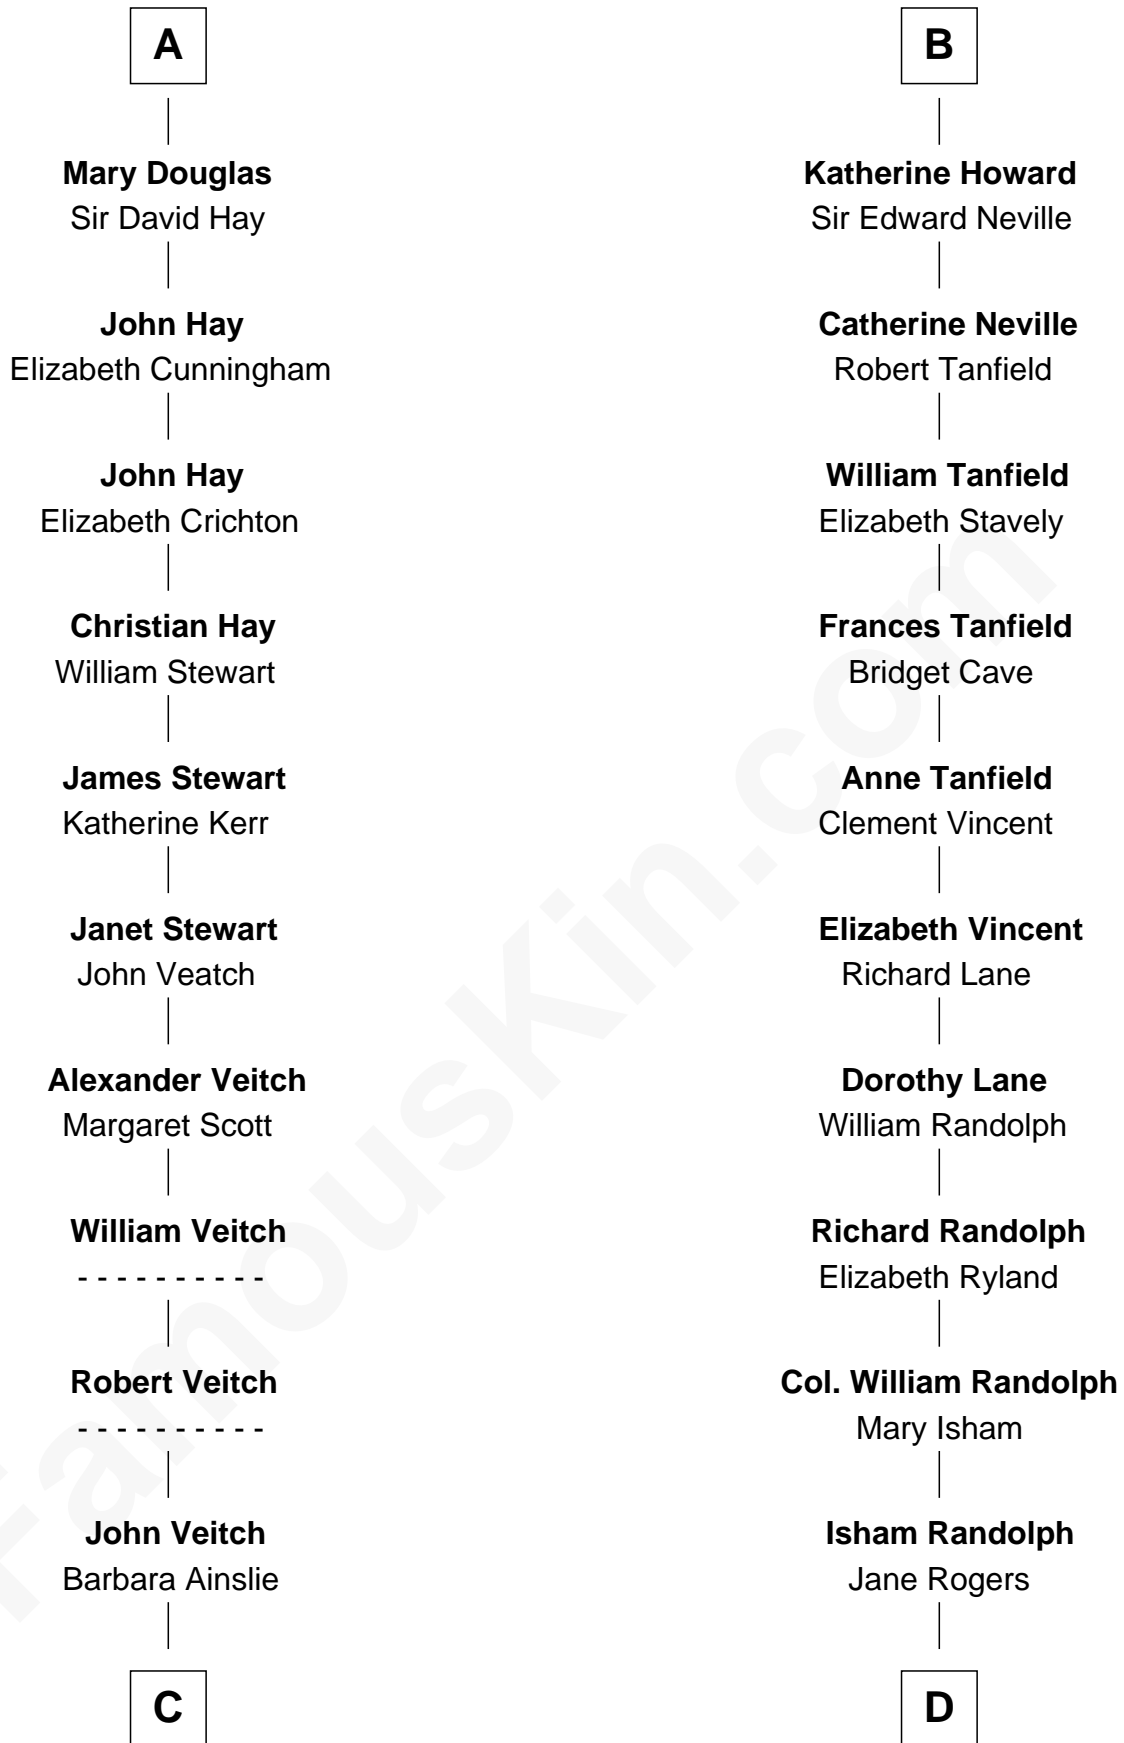 A
Mary Douglas
Sir David Hay
John Hay
Elizabeth Cunningham
John Hay
Elizabeth Crichton
Christian Hay
William Stewart
James Stewart
Katherine Kerr
Janet Stewart
John Veatch
Alexander Veitch
Margaret Scott
William Veitch
- - - - - - - - - -
Robert Veitch
- - - - - - - - - -
John Veitch
Barbara Ainslie
C
B
Katherine Howard
Sir Edward Neville
Catherine Neville
Robert Tanfield
William Tanfield
Elizabeth Stavely
Frances Tanfield
Bridget Cave
Anne Tanfield
Clement Vincent
Elizabeth Vincent
Richard Lane
Dorothy Lane
William Randolph
Richard Randolph
Elizabeth Ryland
Col. William Randolph
Mary Isham
Isham Randolph
Jane Rogers
D
FamousKin.com